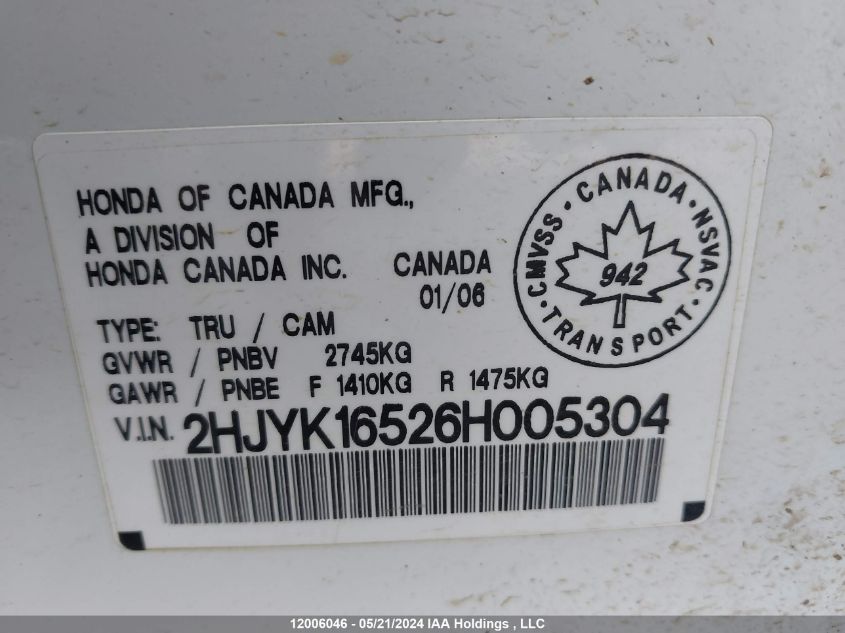 HONDA OF CANADA MFG.,
A DIVISION OF
HONDA CANADA INC. CANADA
01/06
TYPE: TRU / CAM
GVWR / PNBV 2745KG
GAWR / PNBE F 1410KG R 1475KG
V.I.N. 2HJYK16526H005304
CMVSS · CANADA · NSVAC ·
942
TRANSPORT
12006046 - 05/21/2024 IAA Holdings , LLC